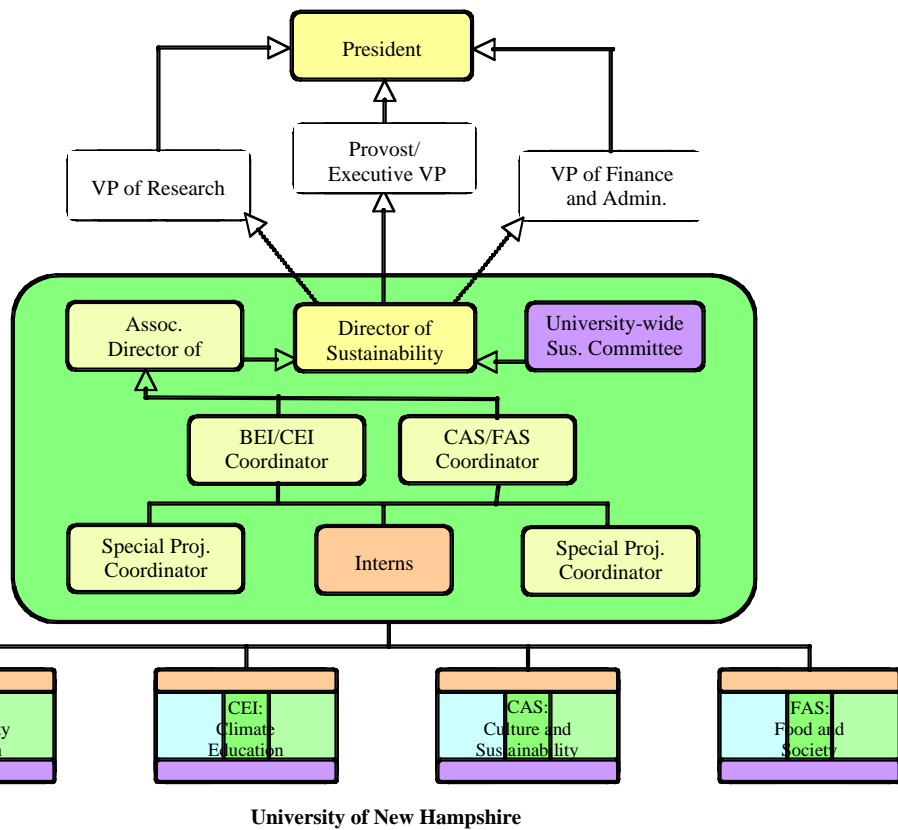 President
VP of Research
Provost/
Executive VP
VP of Finance
and Admin.
Assoc.
Director of
Director of
Sustainability
University-wide
Sus. Committee
BEI/CEI
Coordinator
CAS/FAS
Coordinator
Special Proj.
Coordinator
Interns
Special Proj.
Coordinator
CEI:
Climate
Education
CAS:
Culture and
Sustainability
FAS:
Food and
Society
University of New Hampshire